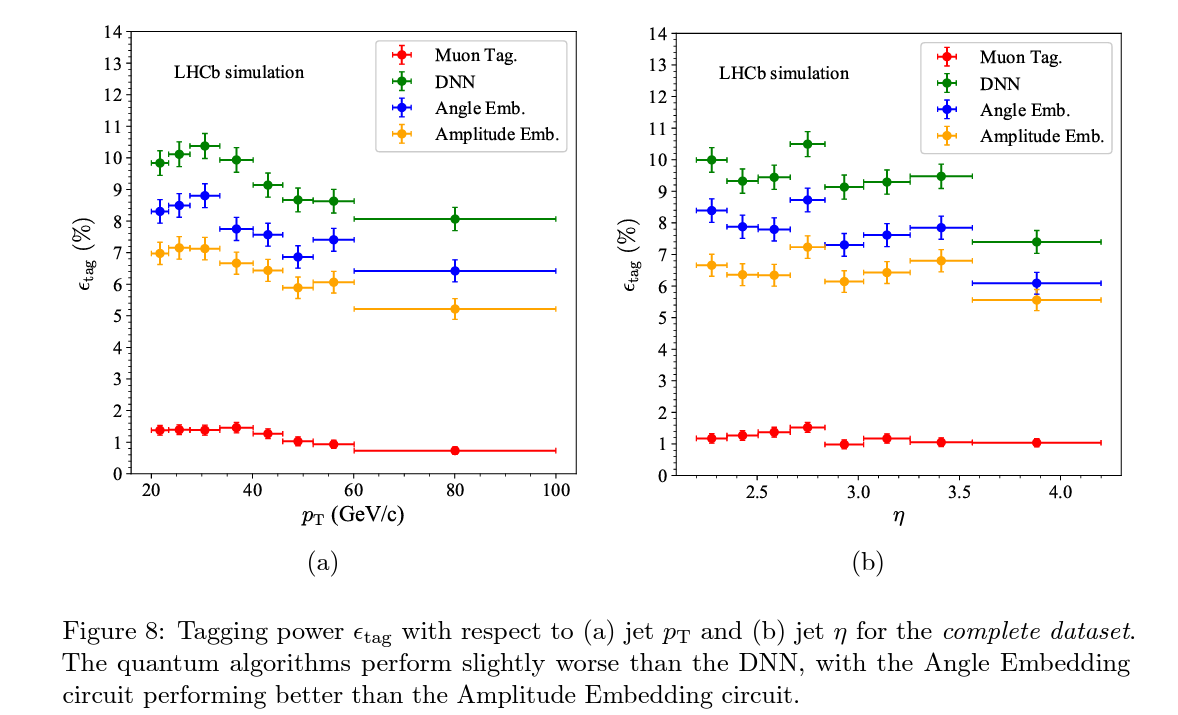 14
13
12
11
10
9
8
7
6
5
4
3
2
1
0
ϵtag (%)
LHCb simulation
Muon Tag.
DNN
Angle Emb.
Amplitude Emb.
20 40 60 80 100
pT (GeV/c)
(a)
14
13
12
11
10
9
8
7
6
5
4
3
2
1
0
ϵtag (%)
LHCb simulation
Muon Tag.
DNN
Angle Emb.
Amplitude Emb.
2.5 3.0 3.5 4.0
η
(b)
Figure 8: Tagging power ϵtag with respect to (a) jet pT and (b) jet η for the complete dataset.
The quantum algorithms perform slightly worse than the DNN, with the Angle Embedding
circuit performing better than the Amplitude Embedding circuit.